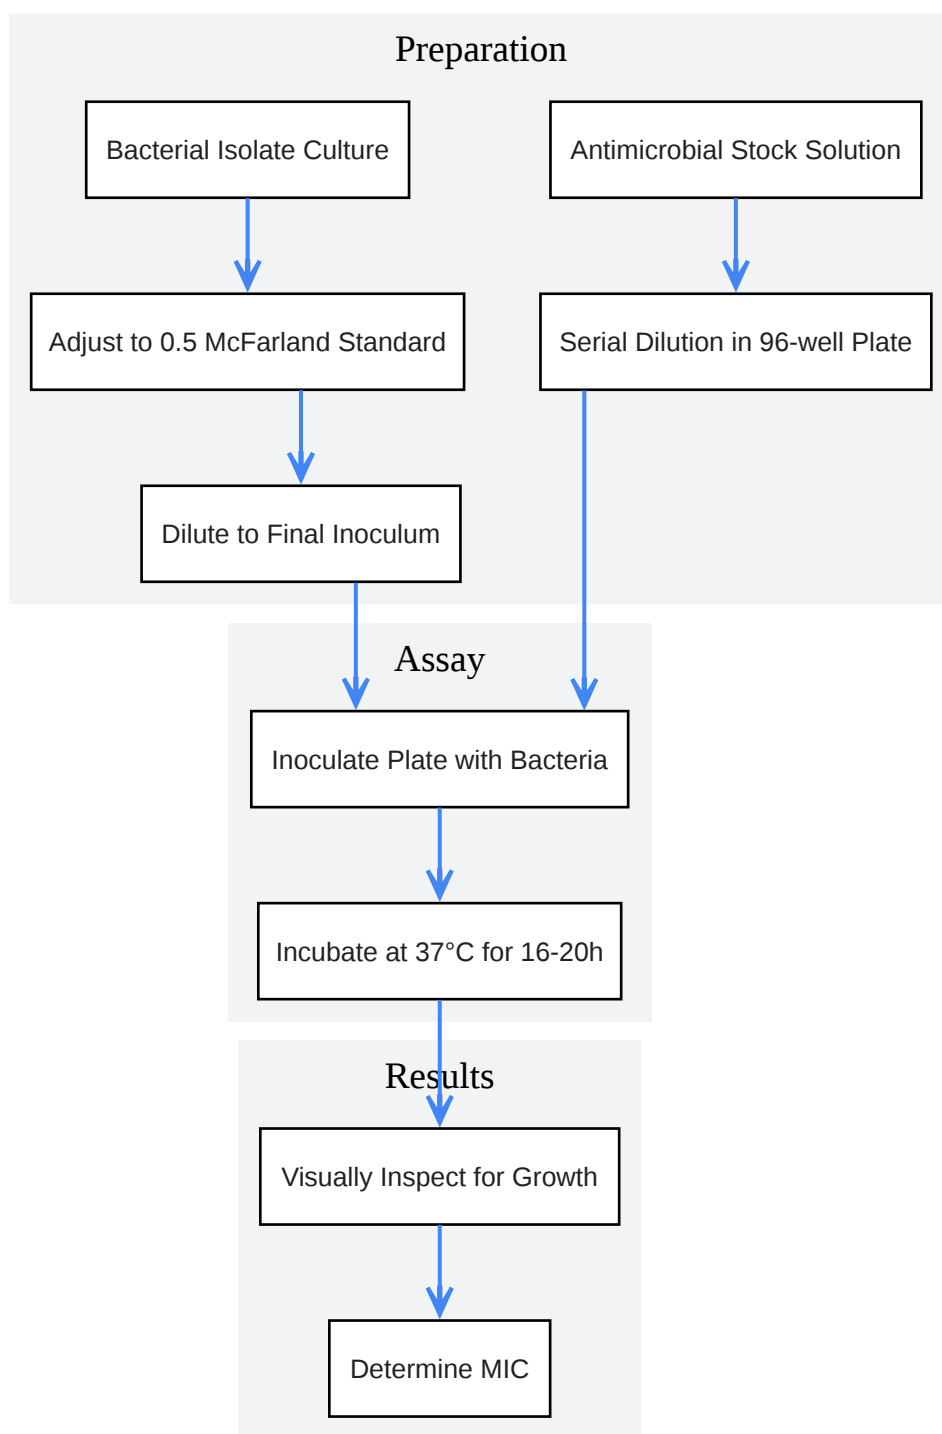 Preparation
Bacterial Isolate Culture
Antimicrobial Stock Solution
Adjust to 0.5 McFarland Standard
Serial Dilution in 96-well Plate
Dilute to Final Inoculum
Assay
Inoculate Plate with Bacteria
Incubate at 37°C for 16-20h
Results
Visually Inspect for Growth
Determine MIC